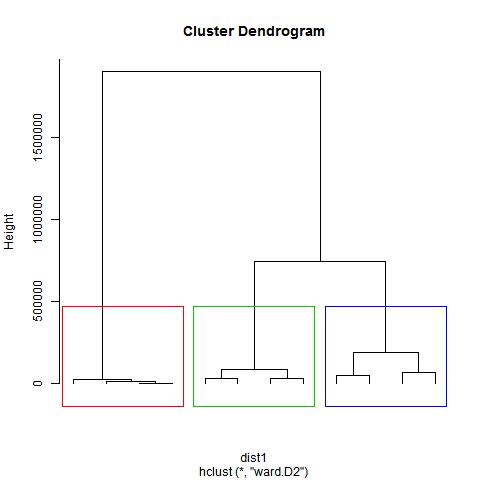 Cluster Dendrogram
Height
1500000
1000000
500000
0
dist1
hclust (*, "ward.D2")